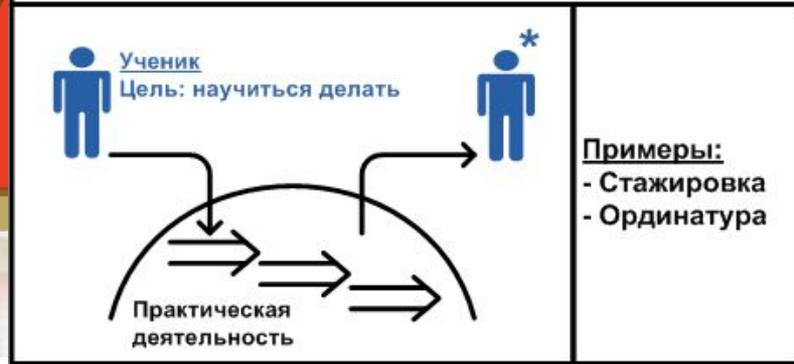 *
Ученик
Цель: научиться делать
Практическая
деятельность
Примеры:
- Стажировка
- Ординатура